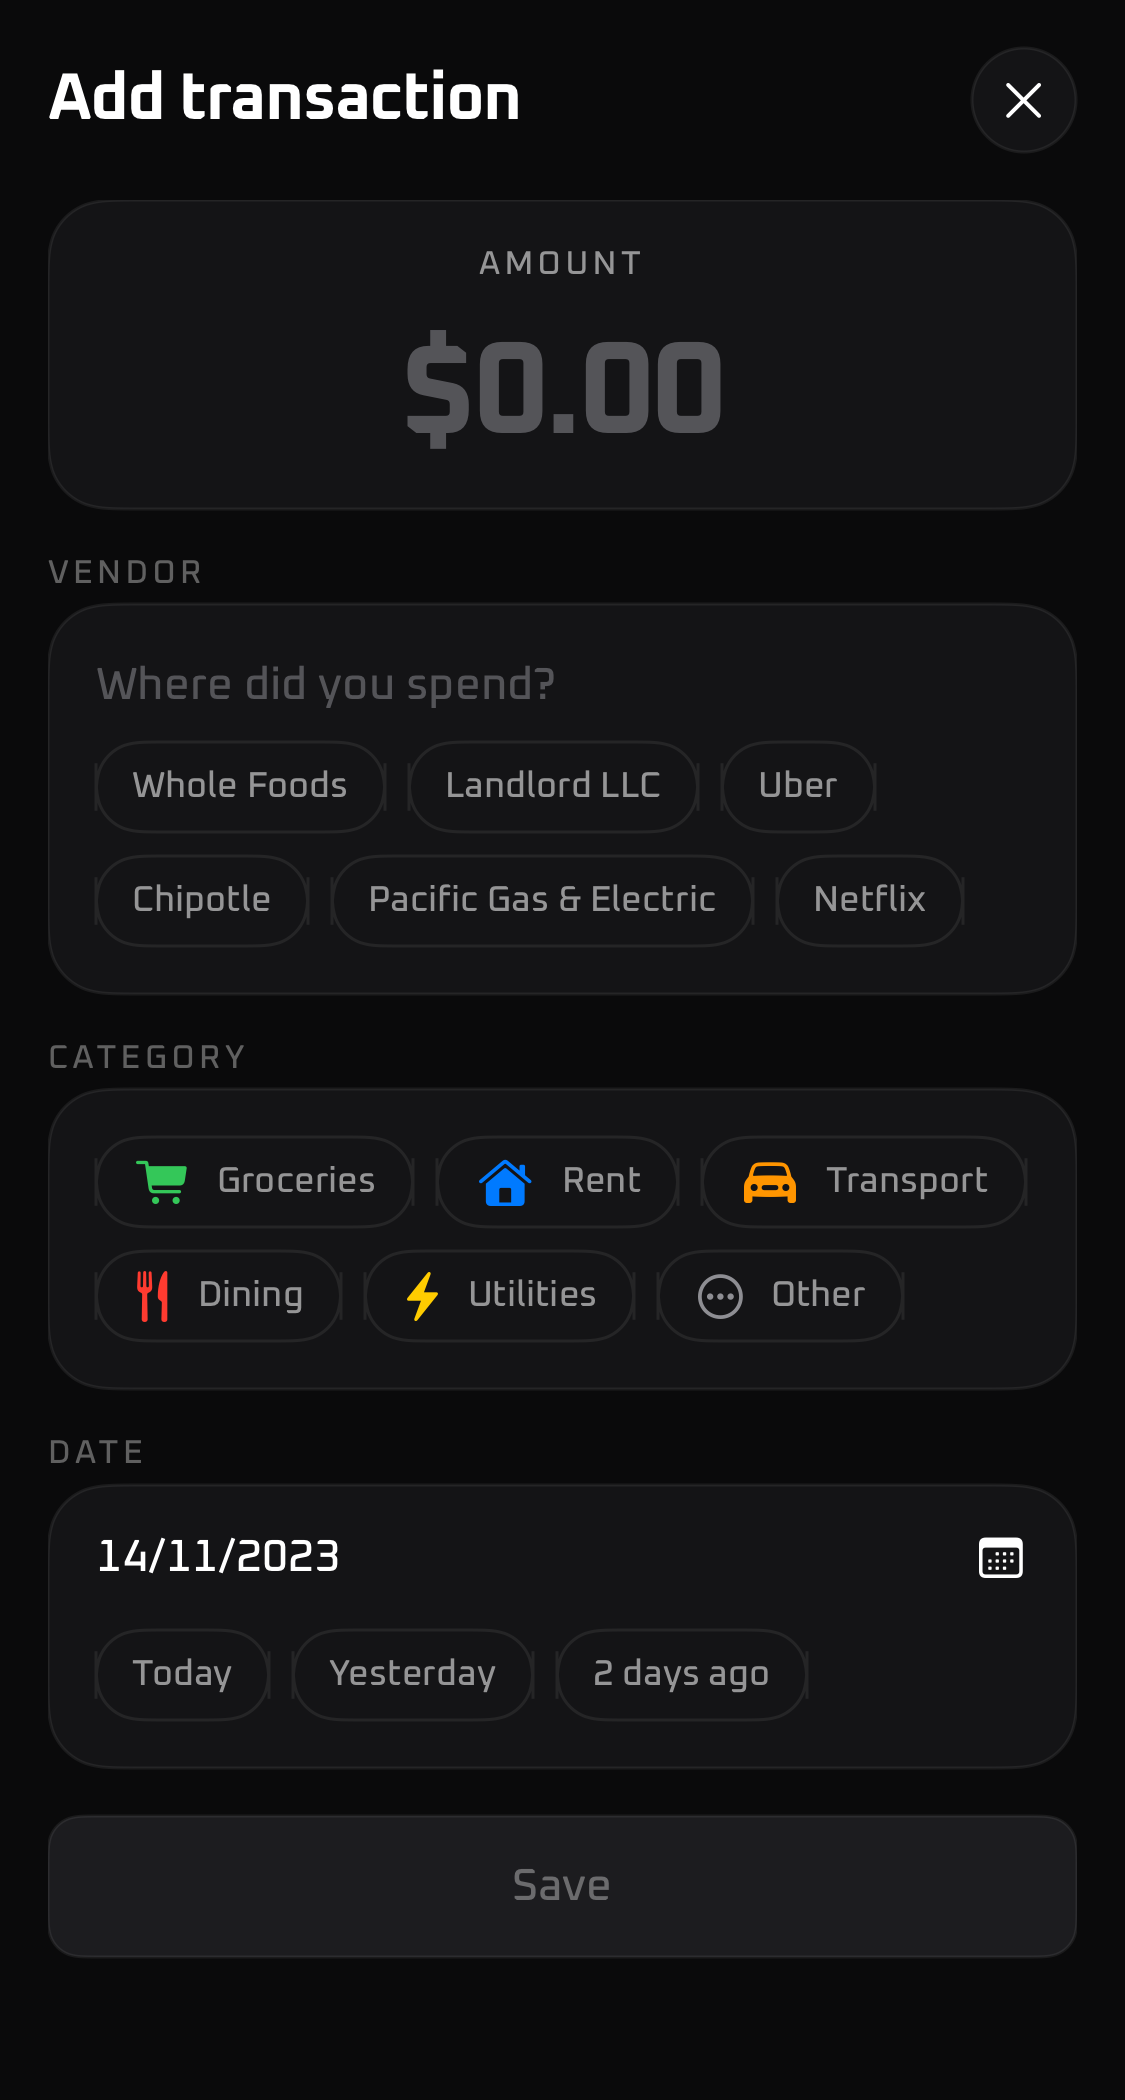 Add transaction
AMOUNT
$0.00
VENDOR
Where did you spend?
Whole Foods Landlord LLC Uber
Chipotle Pacific Gas & Electric Netflix
CATEGORY
Groceries Rent Transport
Dining Utilities Other
DATE
14/11/2023
Today Yesterday 2 days ago
Save